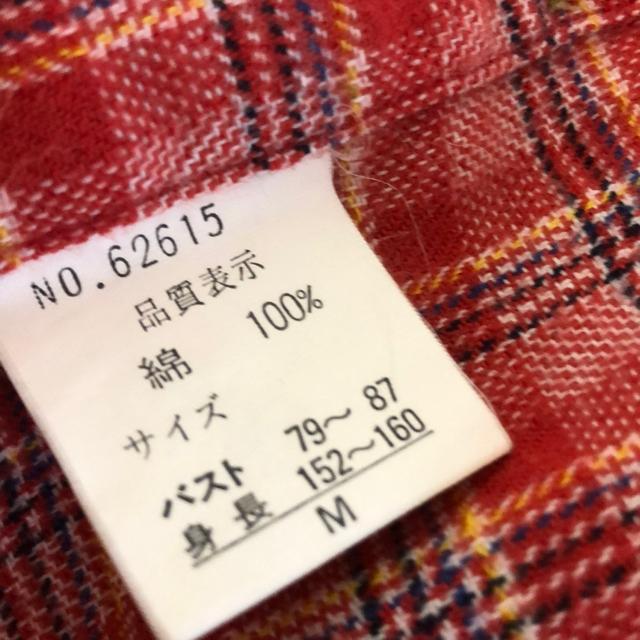 NO.62615
品質表示
綿 100%
サイズ
バスト 79～ 87
身長 152～160
M